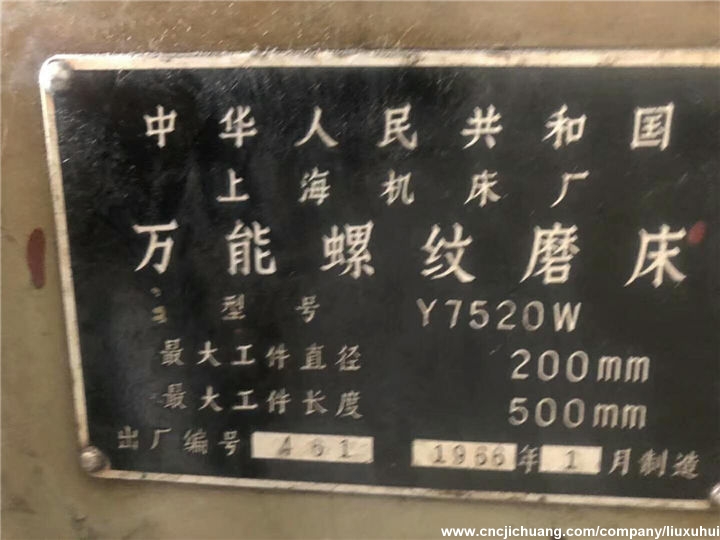 中华人民共和国
上海机床厂
万能螺纹磨床
型号 Y7520W
最大工件直径 200mm
最大工件长度 500mm
出厂编号 461 1966年1月制造
www.cncjichuang.com/company/liuxuhui